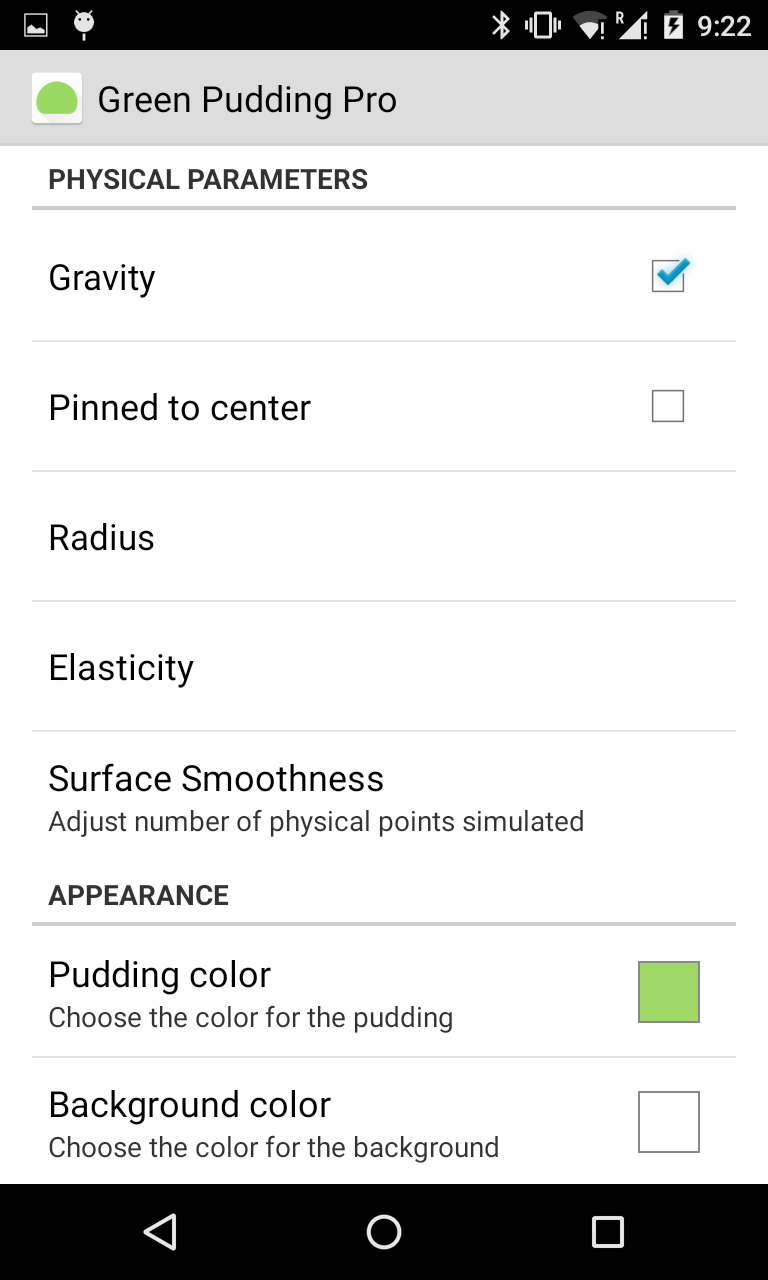 R 9:22
Green Pudding Pro
PHYSICAL PARAMETERS
Gravity
Pinned to center
Radius
Elasticity
Surface Smoothness
Adjust number of physical points simulated
APPEARANCE
Pudding color
Choose the color for the pudding
Background color
Choose the color for the background